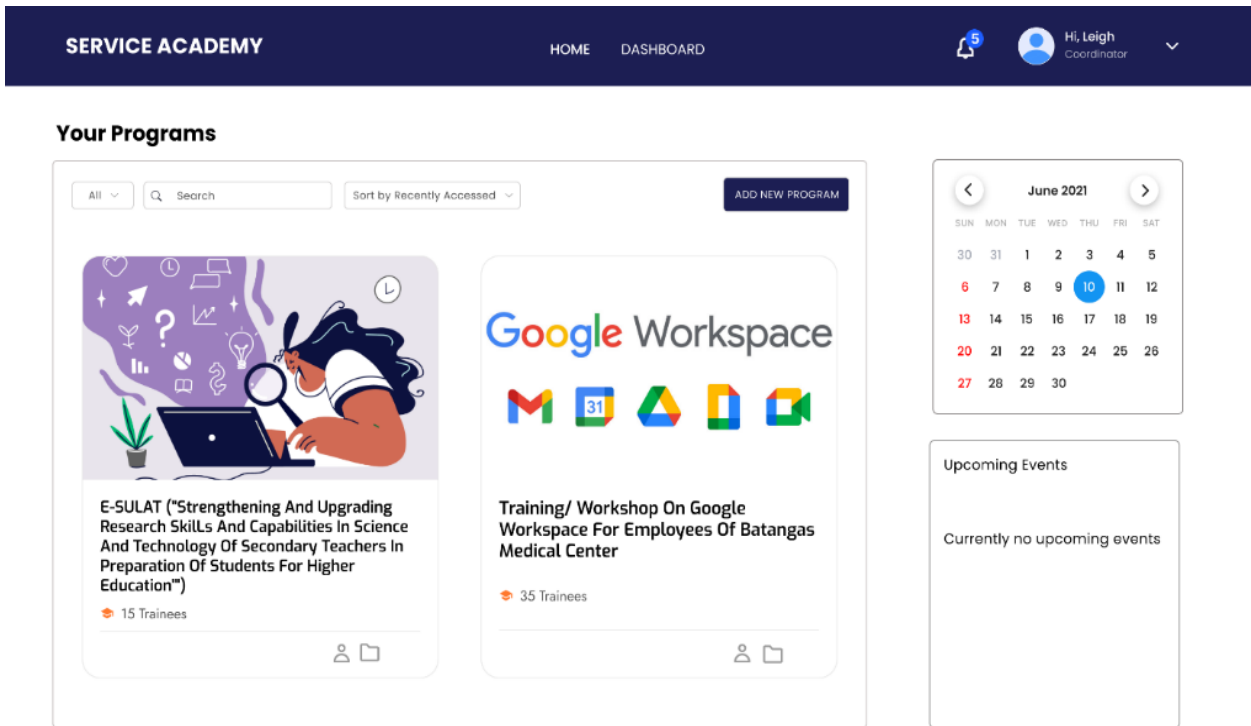 SERVICE ACADEMY
HOME DASHBOARD
5
Hi, Leigh
Coordinator
Your Programs
All
Search
Sort by Recently Accessed
ADD NEW PROGRAM
Google Workspace
31
E-SULAT ("Strengthening And Upgrading
Research SkilLs And Capabilities In Science
And Technology Of Secondary Teachers In
Preparation Of Students For Higher
Education"")
15 Trainees
Training/ Workshop On Google
Workspace For Employees Of Batangas
Medical Center
35 Trainees
June 2021
SUN MON TUE WED THU FRI SAT
30 31 1 2 3 4 5
6 7 8 9 10 11 12
13 14 15 16 17 18 19
20 21 22 23 24 25 26
27 28 29 30
Upcoming Events
Currently no upcoming events